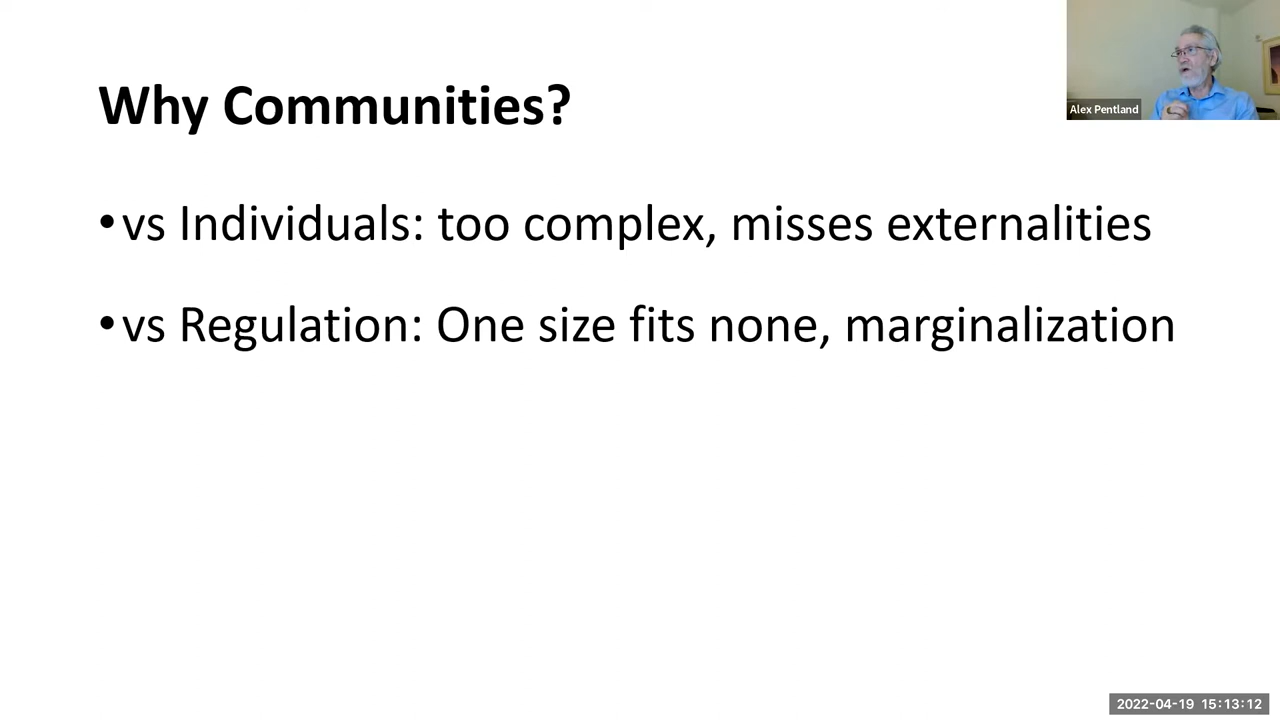 Why Communities?
Alex Pentland
•vs Individuals: too complex, misses externalities
•vs Regulation: One size fits none, marginalization
2022-04-19 15:13:12